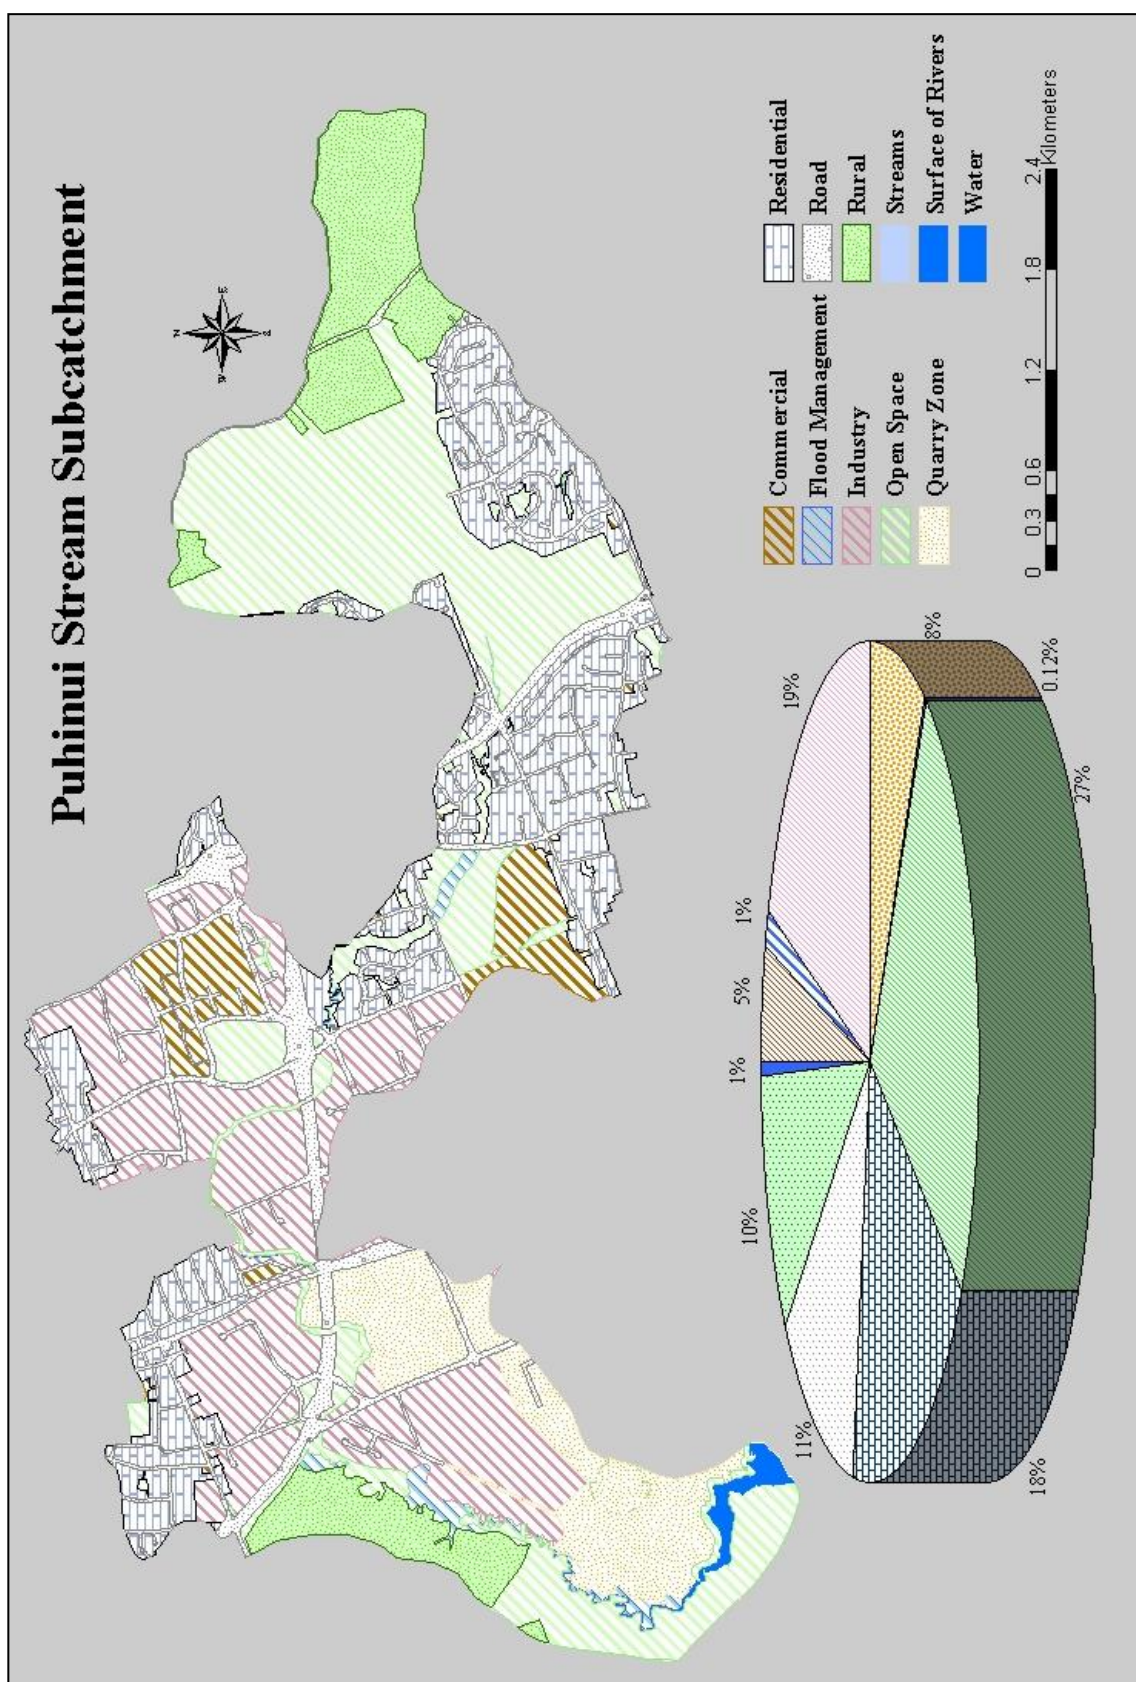 Puhinui Stream Subcatchment
N
W
E
S
Commercial
Flood Management
Industry
Open Space
Quarry Zone
Residential
Road
Rural
Streams
Surface of Rivers
Water
0 0.3 0.6 1.2 1.8 2.4
Kilometers
1%
5%
1%
10%
11%
18%
27%
0.12%
8%
19%